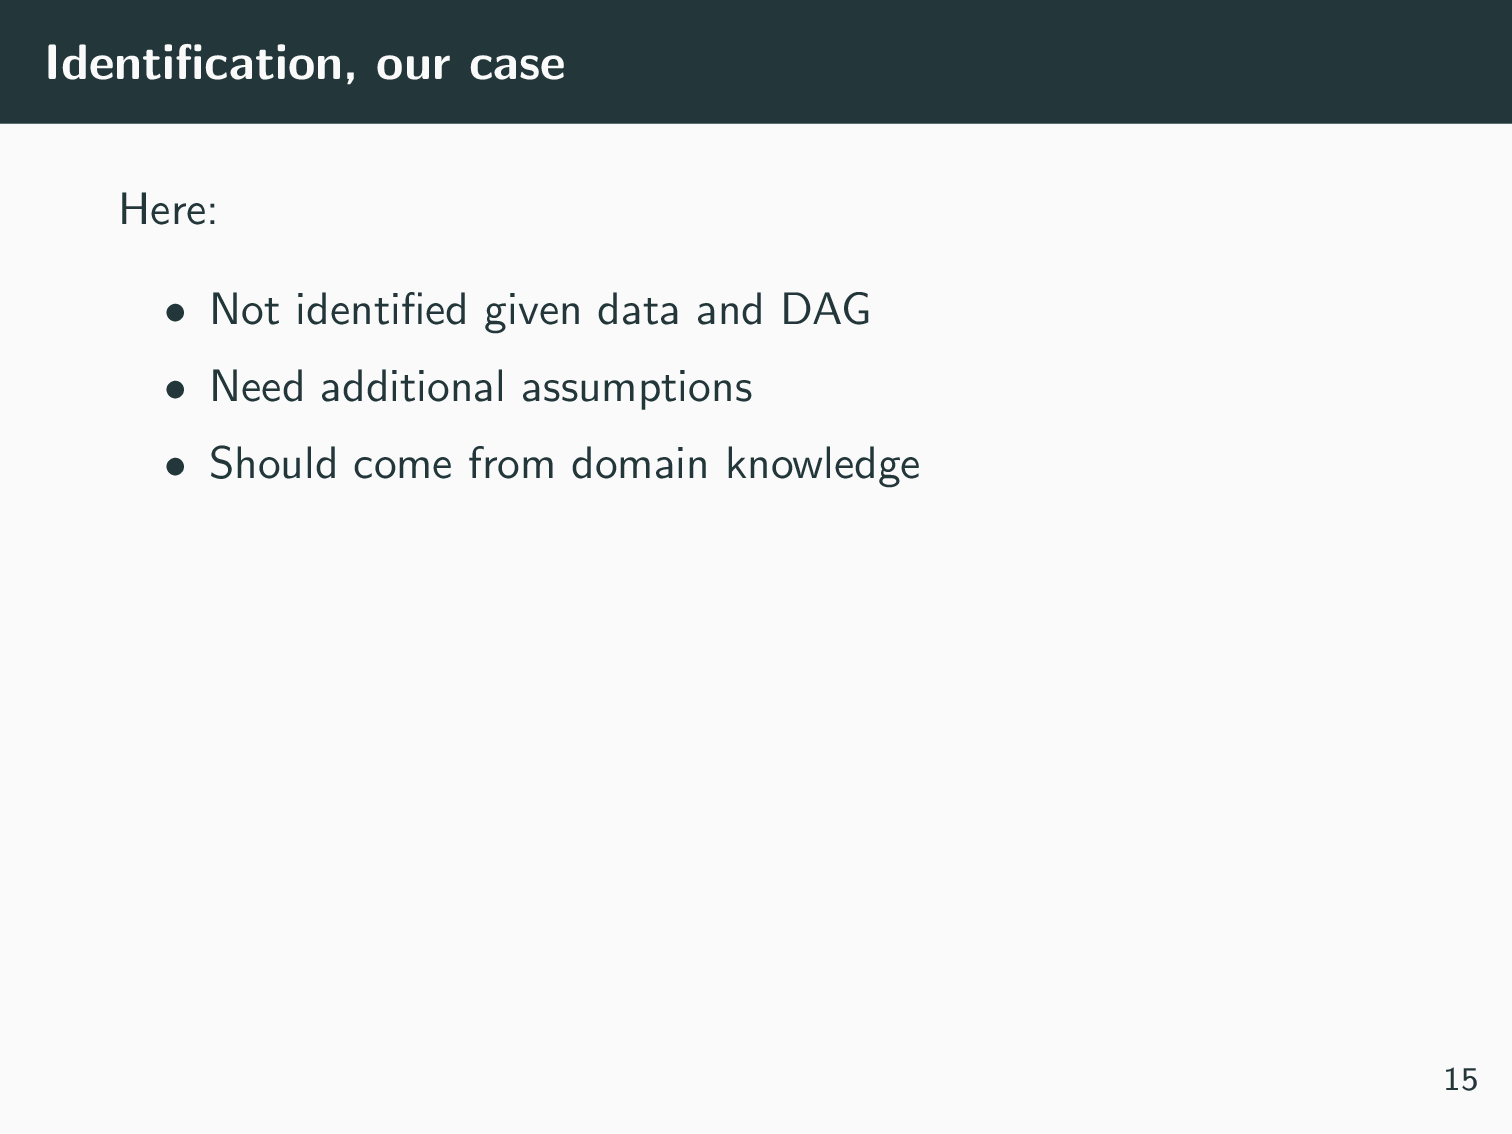 Identification, our case
Here:
• Not identified given data and DAG
• Need additional assumptions
• Should come from domain knowledge
15